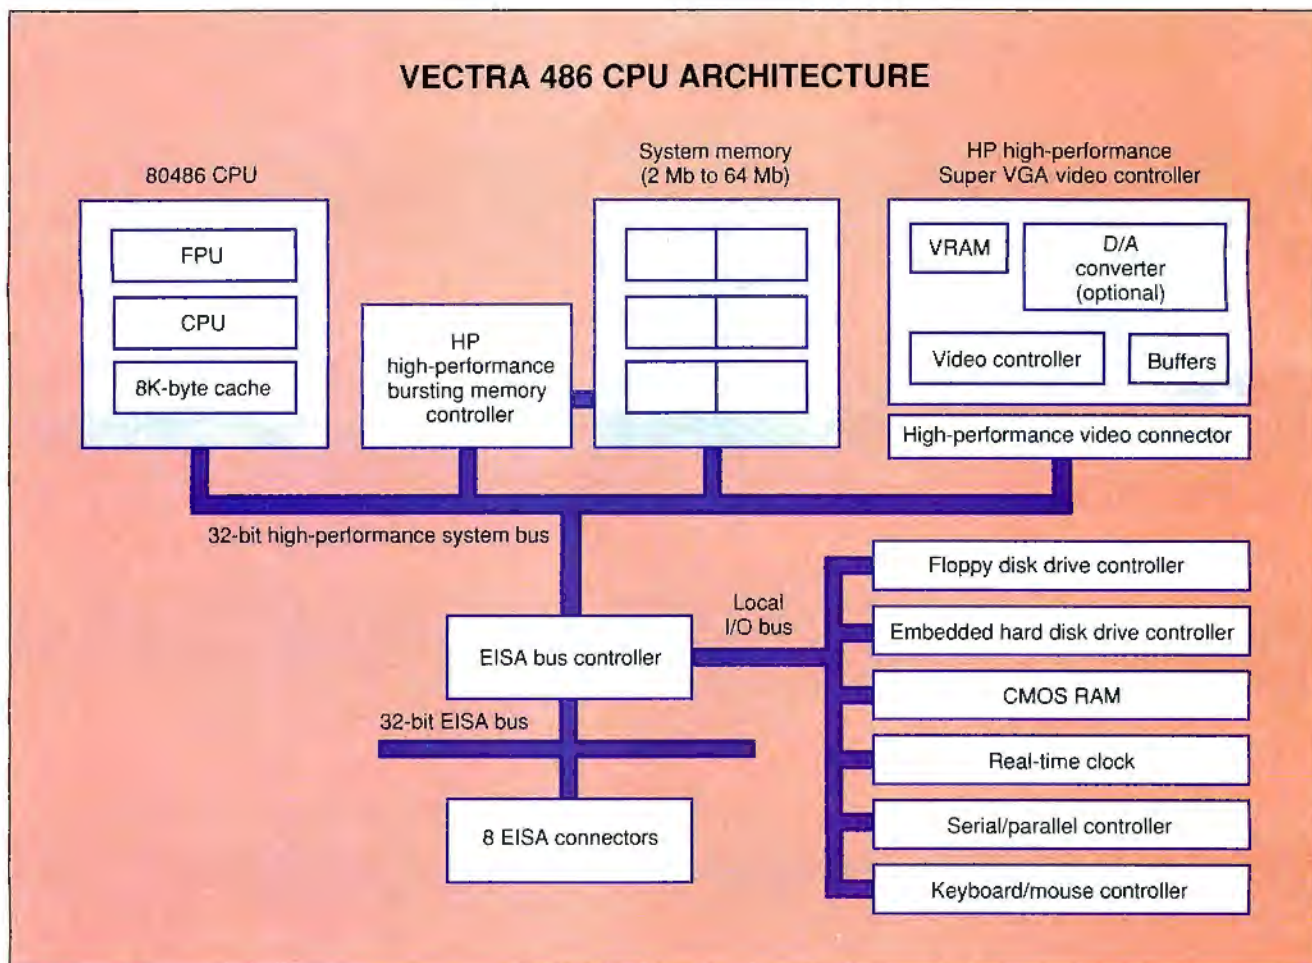 VECTRA 486 CPU ARCHITECTURE
80486 CPU
FPU
CPU
8K-byte cache
HP
high-performance
bursting memory
controller
System memory
(2 Mb to 64 Mb)
HP high-performance
Super VGA video controller
VRAM
D/A
converter
(optional)
Video controller
Buffers
High-performance video connector
32-bit high-performance system bus
EISA bus controller
Local
I/O bus
32-bit EISA bus
8 EISA connectors
Floppy disk drive controller
Embedded hard disk drive controller
CMOS RAM
Real-time clock
Serial/parallel controller
Keyboard/mouse controller